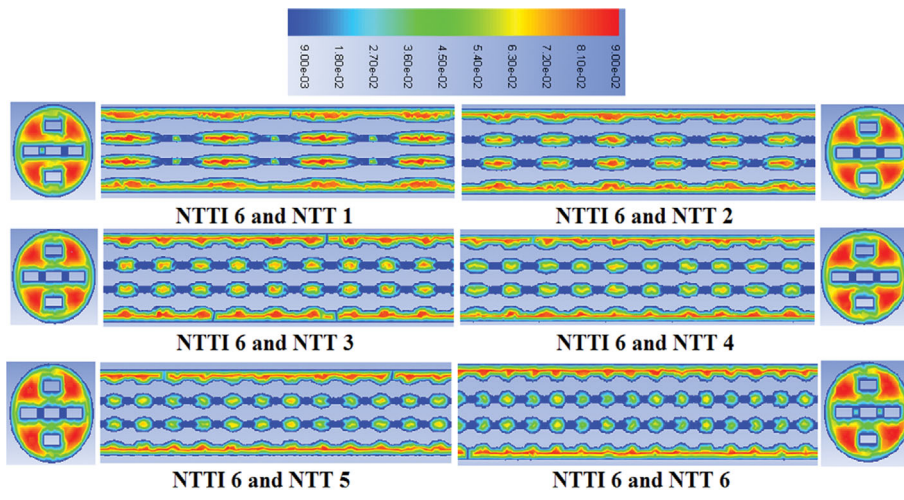 9.00e-03
1.80e-02
2.70e-02
3.60e-02
4.50e-02
5.40e-02
6.30e-02
7.20e-02
8.10e-02
9.00e-02
NTTI 6 and NTT 1
NTTI 6 and NTT 2
NTTI 6 and NTT 3
NTTI 6 and NTT 4
NTTI 6 and NTT 5
NTTI 6 and NTT 6